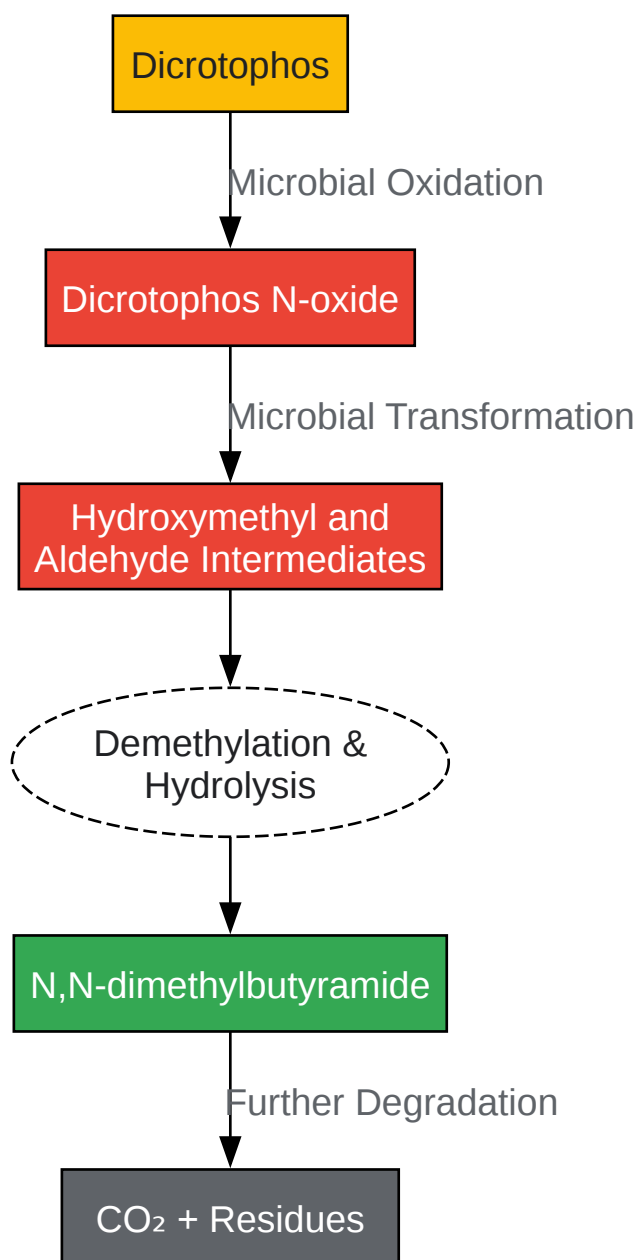 Dicrotophos
Microbial Oxidation
Dicrotophos N-oxide
Microbial Transformation
Hydroxymethyl and
Aldehyde Intermediates
Demethylation &
Hydrolysis
N,N-dimethylbutyramide
Further Degradation
CO₂ + Residues